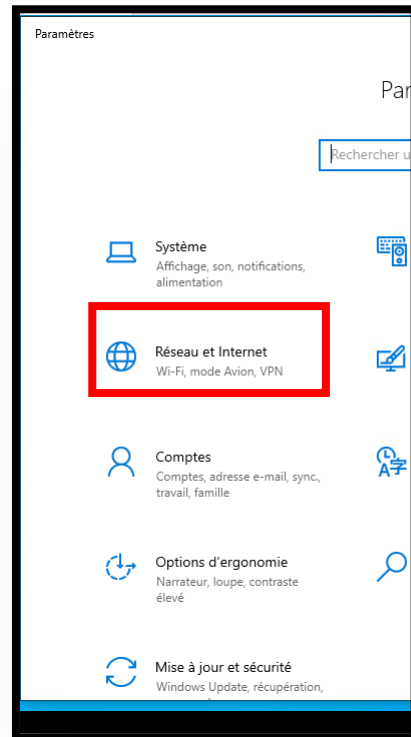 Paramètres
Par
Rechercher u
Système
Affichage, son, notifications,
alimentation
Réseau et Internet
Wi-Fi, mode Avion, VPN
Comptes
Comptes, adresse e-mail, sync.,
travail, famille
Options d’ergonomie
Narrateur, loupe, contraste
élevé
Mise à jour et sécurité
Windows Update, récupération,